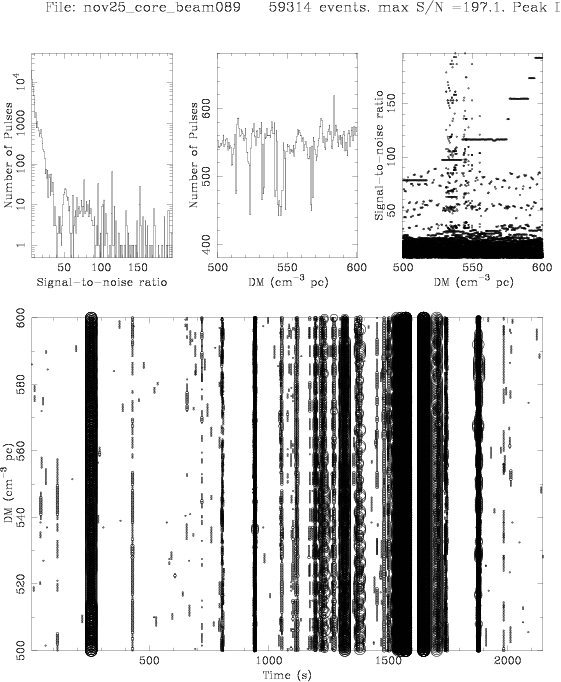 File: nov25_core_beam089 59314 events. max S/N =197.1. Peak
Number of Pulses
10⁴
1000
100
10
1
50 100 150
Signal-to-noise ratio
Number of Pulses
600
500
400
500 550 600
DM (cm⁻³ pc)
Signal-to-noise ratio
150
100
50
500 550 600
DM (cm⁻³ pc)
DM (cm⁻³ pc)
600
580
560
540
520
500
500 1000 1500 2000
Time (s)